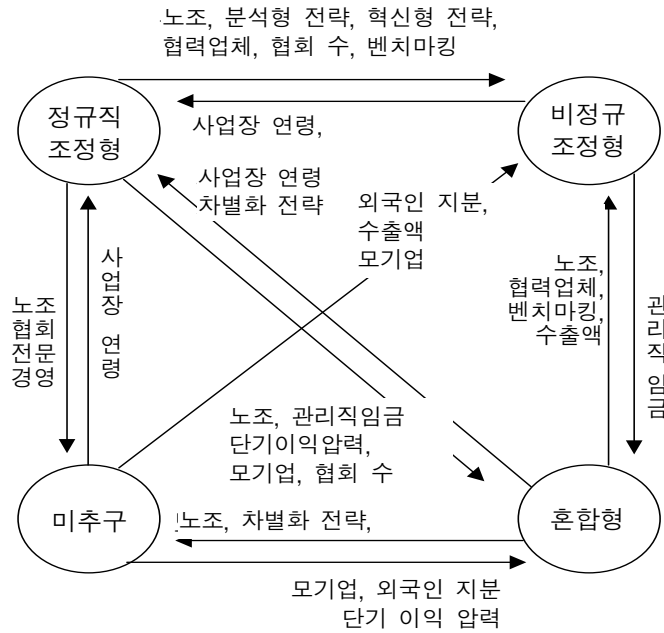 노조, 분석형 전략, 혁신형 전략,
협력업체, 협회 수, 벤치마킹
정규직
조정형
비정규
조정형
사업장 연령,
사업장 연령
차별화 전략
외국인 지분,
수출액
모기업
노조
협회
전문
경영
사업장 연령
노조,
협력업체,
벤치마킹,
수출액
관리직 임금
노조, 관리직임금
단기이익압력,
모기업, 협회 수
미추구
노조, 차별화 전략,
혼합형
모기업, 외국인 지분
단기 이익 압력